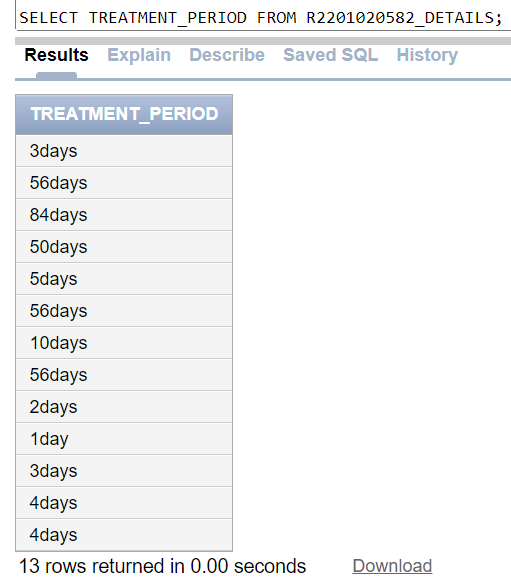 SELECT TREATMENT_PERIOD FROM R2201020582_DETAILS;
Results Explain Describe Saved SQL History
TREATMENT_PERIOD
3days
56days
84days
50days
5days
56days
10days
56days
2days
1day
3days
4days
4days
13 rows returned in 0.00 seconds Download